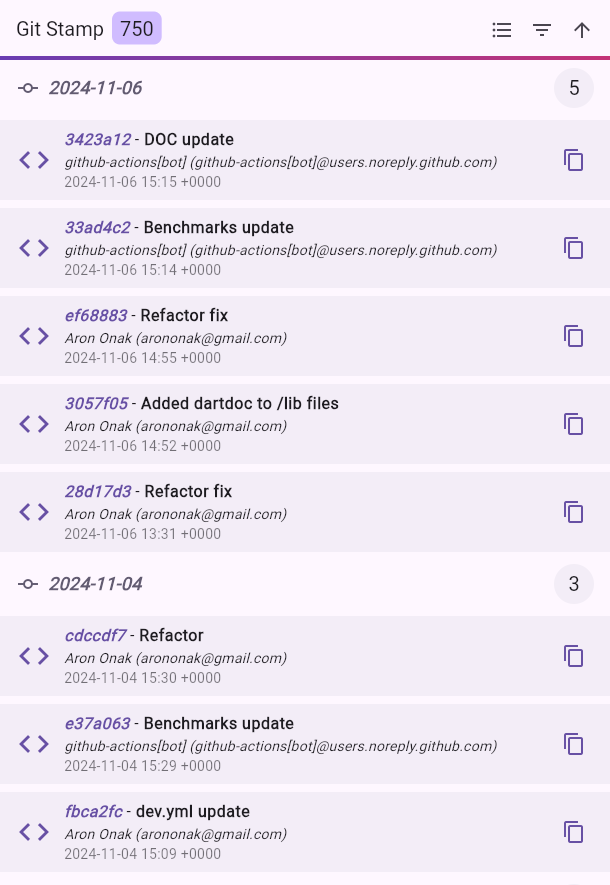 Git Stamp 750
2024-11-06 5
3423a12 - DOC update
github-actions[bot] (github-actions[bot]@users.noreply.github.com)
2024-11-06 15:15 +0000
33ad4c2 - Benchmarks update
github-actions[bot] (github-actions[bot]@users.noreply.github.com)
2024-11-06 15:14 +0000
ef68883 - Refactor fix
Aron Onak (arononak@gmail.com)
2024-11-06 14:55 +0000
3057f05 - Added dartdoc to /lib files
Aron Onak (arononak@gmail.com)
2024-11-06 14:52 +0000
28d17d3 - Refactor fix
Aron Onak (arononak@gmail.com)
2024-11-06 13:31 +0000
2024-11-04 3
cdccdf7 - Refactor
Aron Onak (arononak@gmail.com)
2024-11-04 15:30 +0000
e37a063 - Benchmarks update
github-actions[bot] (github-actions[bot]@users.noreply.github.com)
2024-11-04 15:29 +0000
fbca2fc - dev.yml update
Aron Onak (arononak@gmail.com)
2024-11-04 15:09 +0000